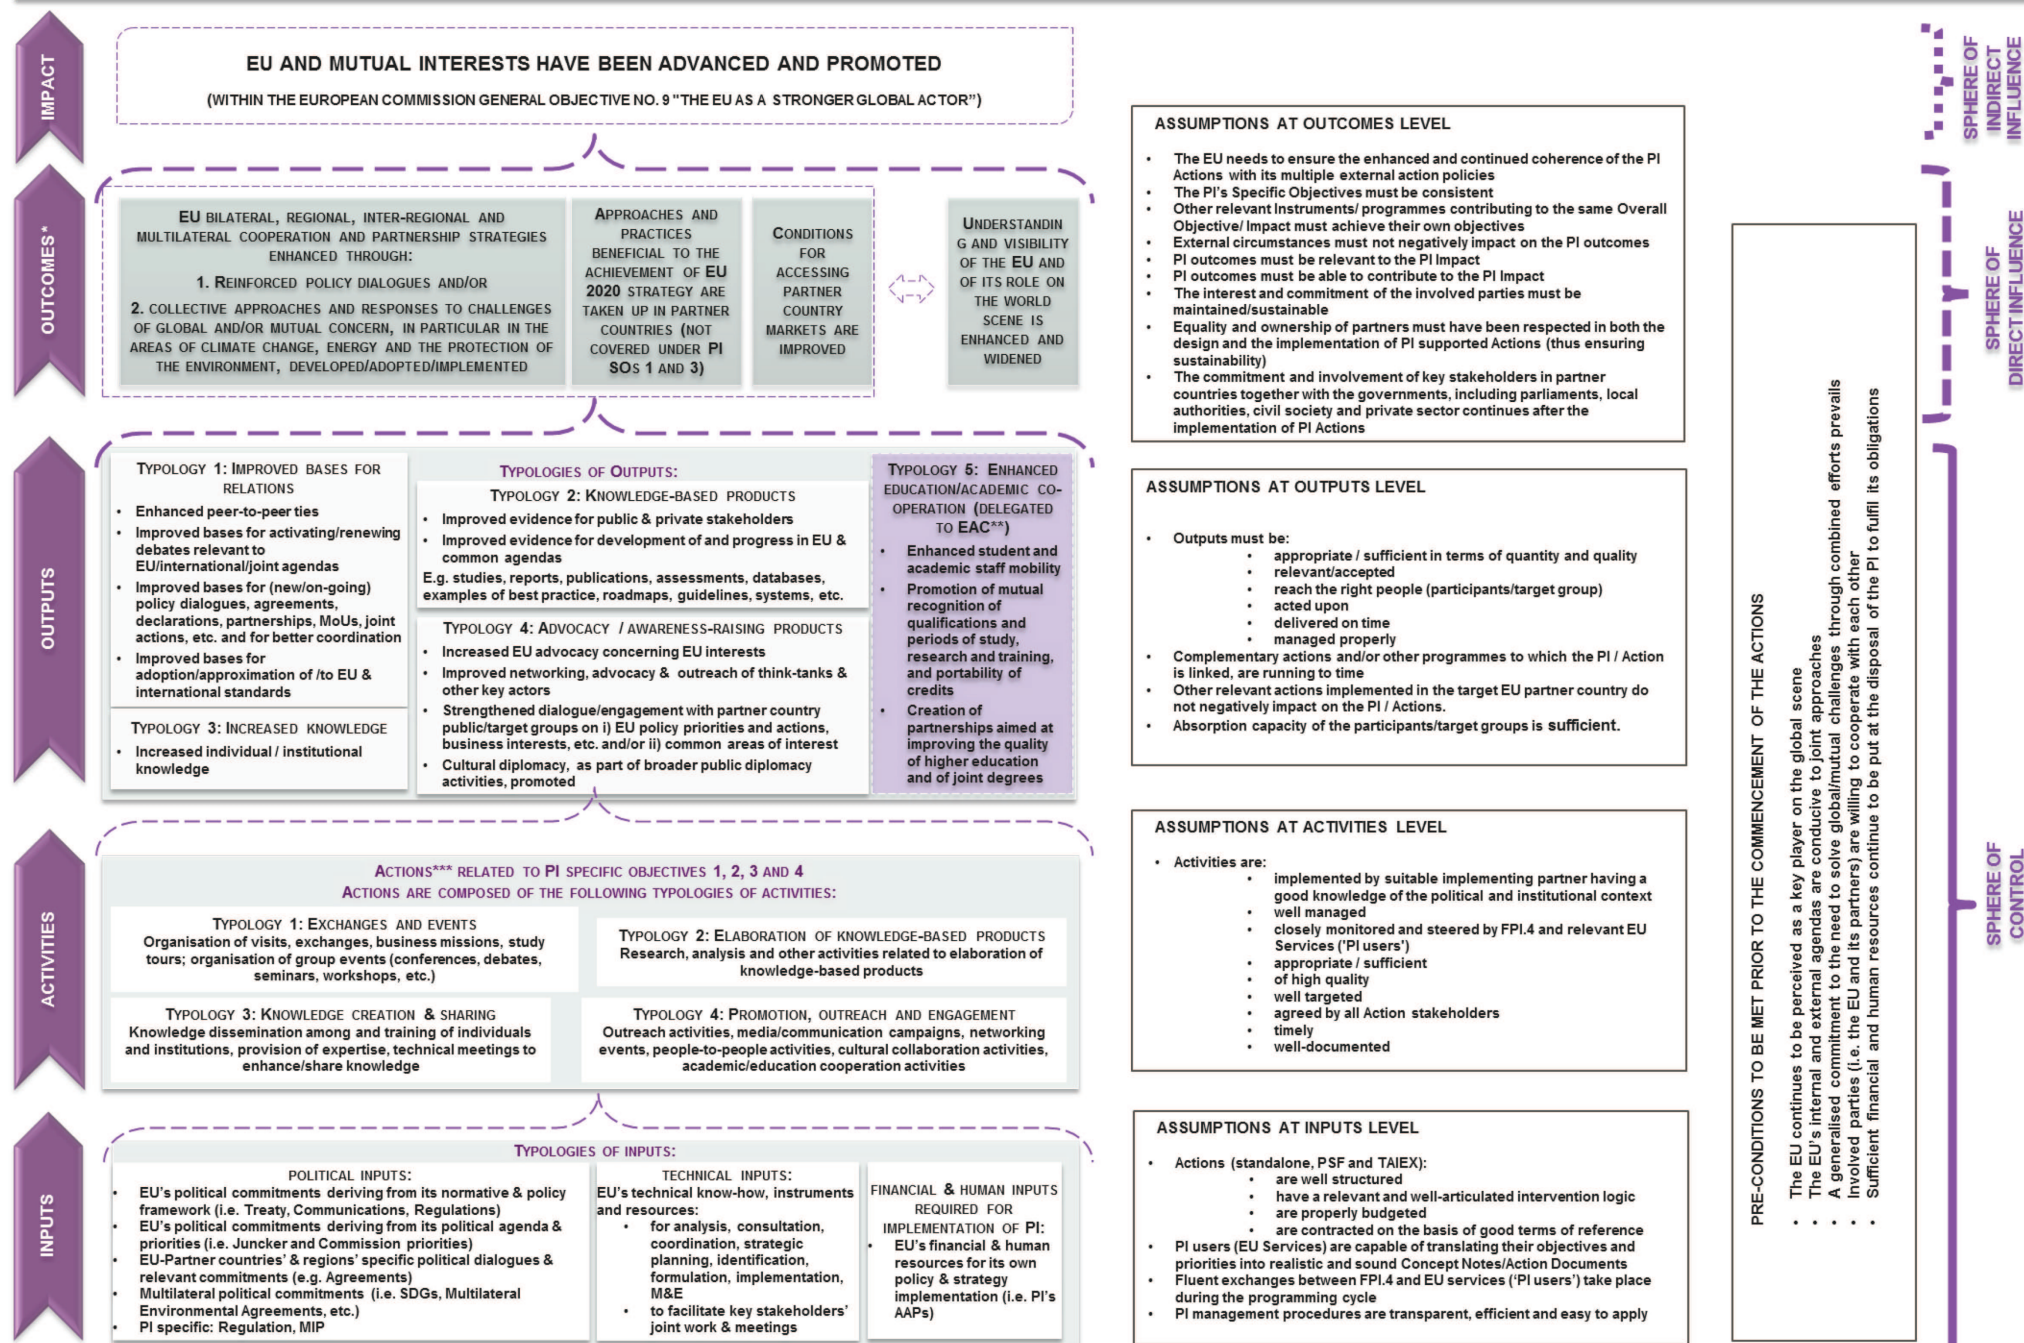 IMPACT
EU AND MUTUAL INTERESTS HAVE BEEN ADVANCED AND PROMOTED
(WITHIN THE EUROPEAN COMMISSION GENERAL OBJECTIVE NO. 9 "THE EU AS A STRONGER GLOBAL ACTOR”)
OUTCOMES*
EU BILATERAL, REGIONAL, INTER-REGIONAL AND
MULTILATERAL COOPERATION AND PARTNERSHIP STRATEGIES
ENHANCED THROUGH:
1. REINFORCED POLICY DIALOGUES AND/OR
2. COLLECTIVE APPROACHES AND RESPONSES TO CHALLENGES
OF GLOBAL AND/OR MUTUAL CONCERN, IN PARTICULAR IN THE
AREAS OF CLIMATE CHANGE, ENERGY AND THE PROTECTION OF
THE ENVIRONMENT, DEVELOPED/ADOPTED/IMPLEMENTED
APPROACHES AND
PRACTICES
BENEFICIAL TO THE
ACHIEVEMENT OF EU
2020 STRATEGY ARE
TAKEN UP IN PARTNER
COUNTRIES (NOT
COVERED UNDER PI
SOS 1 AND 3)
CONDITIONS
FOR
ACCESSING
PARTNER
COUNTRY
MARKETS ARE
IMPROVED
UNDERSTANDIN
G AND VISIBILITY
OF THE EU AND
OF ITS ROLE ON
THE WORLD
SCENE IS
ENHANCED AND
WIDENED
OUTPUTS
TYPOLOGY 1: IMPROVED BASES FOR
RELATIONS
• Enhanced peer-to-peer ties
• Improved bases for activating/renewing
debates relevant to
EU/international/joint agendas
• Improved bases for (new/on-going)
policy dialogues, agreements,
declarations, partnerships, MoUs, joint
actions, etc. and for better coordination
• Improved bases for
adoption/approximation of /to EU &
international standards
TYPOLOGY 3: INCREASED KNOWLEDGE
• Increased individual / institutional
knowledge
TYPOLOGIES OF OUTPUTS:
TYPOLOGY 2: KNOWLEDGE-BASED PRODUCTS
• Improved evidence for public & private stakeholders
• Improved evidence for development of and progress in EU &
common agendas
E.g. studies, reports, publications, assessments, databases,
examples of best practice, roadmaps, guidelines, systems, etc.
TYPOLOGY 4: ADVOCACY / AWARENESS-RAISING PRODUCTS
• Increased EU advocacy concerning EU interests
• Improved networking, advocacy & outreach of think-tanks &
other key actors
• Strengthened dialogue/engagement with partner country
public/target groups on i) EU policy priorities and actions,
business interests, etc. and/or ii) common areas of interest
• Cultural diplomacy, as part of broader public diplomacy
activities, promoted
TYPOLOGY 5: ENHANCED
EDUCATION/ACADEMIC CO-
OPERATION (DELEGATED
TO EAC**)
• Enhanced student and
academic staff mobility
• Promotion of mutual
recognition of
qualifications and
periods of study,
research and training,
and portability of
credits
• Creation of
partnerships aimed at
improving the quality
of higher education
and of joint degrees
ACTIVITIES
ACTIONS*** RELATED TO PI SPECIFIC OBJECTIVES 1, 2, 3 AND 4
ACTIONS ARE COMPOSED OF THE FOLLOWING TYPOLOGIES OF ACTIVITIES:
TYPOLOGY 1: EXCHANGES AND EVENTS
Organisation of visits, exchanges, business missions, study
tours; organisation of group events (conferences, debates,
seminars, workshops, etc.)
TYPOLOGY 2: ELABORATION OF KNOWLEDGE-BASED PRODUCTS
Research, analysis and other activities related to elaboration of
knowledge-based products
TYPOLOGY 3: KNOWLEDGE CREATION & SHARING
Knowledge dissemination among and training of individuals
and institutions, provision of expertise, technical meetings to
enhance/share knowledge
TYPOLOGY 4: PROMOTION, OUTREACH AND ENGAGEMENT
Outreach activities, media/communication campaigns, networking
events, people-to-people activities, cultural collaboration activities,
academic/education cooperation activities
INPUTS
TYPOLOGIES OF INPUTS:
POLITICAL INPUTS:
• EU’s political commitments deriving from its normative & policy
framework (i.e. Treaty, Communications, Regulations)
• EU’s political commitments deriving from its political agenda &
priorities (i.e. Juncker and Commission priorities)
• EU-Partner countries’ & regions’ specific political dialogues &
relevant commitments (e.g. Agreements)
• Multilateral political commitments (i.e. SDGs, Multilateral
Environmental Agreements, etc.)
• PI specific: Regulation, MIP
TECHNICAL INPUTS:
EU’s technical know-how, instruments
and resources:
• for analysis, consultation,
coordination, strategic
planning, identification,
formulation, implementation,
M&E
• to facilitate key stakeholders’
joint work & meetings
FINANCIAL & HUMAN INPUTS
REQUIRED FOR
IMPLEMENTATION OF PI:
• EU’s financial & human
resources for its own
policy & strategy
implementation (i.e. PI’s
AAPs)
ASSUMPTIONS AT OUTCOMES LEVEL
• The EU needs to ensure the enhanced and continued coherence of the PI
Actions with its multiple external action policies
• The PI’s Specific Objectives must be consistent
• Other relevant Instruments/ programmes contributing to the same Overall
Objective/ Impact must achieve their own objectives
• External circumstances must not negatively impact on the PI outcomes
• PI outcomes must be relevant to the PI Impact
• PI outcomes must be able to contribute to the PI Impact
• The interest and commitment of the involved parties must be
maintained/sustainable
• Equality and ownership of partners must have been respected in both the
design and the implementation of PI supported Actions (thus ensuring
sustainability)
• The commitment and involvement of key stakeholders in partner
countries together with the governments, including parliaments, local
authorities, civil society and private sector continues after the
implementation of PI Actions
ASSUMPTIONS AT OUTPUTS LEVEL
• Outputs must be:
• appropriate / sufficient in terms of quantity and quality
• relevant/accepted
• reach the right people (participants/target group)
• acted upon
• delivered on time
• managed properly
• Complementary actions and/or other programmes to which the PI / Action
is linked, are running to time
• Other relevant actions implemented in the target EU partner country do
not negatively impact on the PI / Actions.
• Absorption capacity of the participants/target groups is sufficient.
ASSUMPTIONS AT ACTIVITIES LEVEL
• Activities are:
• implemented by suitable implementing partner having a
good knowledge of the political and institutional context
• well managed
• closely monitored and steered by FPI.4 and relevant EU
Services ('PI users')
• appropriate / sufficient
• of high quality
• well targeted
• agreed by all Action stakeholders
• timely
• well-documented
ASSUMPTIONS AT INPUTS LEVEL
• Actions (standalone, PSF and TAIEX):
• are well structured
• have a relevant and well-articulated intervention logic
• are properly budgeted
• are contracted on the basis of good terms of reference
• PI users (EU Services) are capable of translating their objectives and
priorities into realistic and sound Concept Notes/Action Documents
• Fluent exchanges between FPI.4 and EU services (‘PI users’) take place
during the programming cycle
• PI management procedures are transparent, efficient and easy to apply
PRE-CONDITIONS TO BE MET PRIOR TO THE COMMENCEMENT OF THE ACTIONS
• The EU continues to be perceived as a key player on the global scene
• The EU’s internal and external agendas are conducive to joint approaches
• A generalised commitment to the need to solve global/mutual challenges through combined efforts prevails
• Involved parties (i.e. the EU and its partners) are willing to cooperate with each other
• Sufficient financial and human resources continue to be put at the disposal of the PI to fulfil its obligations
SPHERE OF
INDIRECT
INFLUENCE
SPHERE OF
DIRECT INFLUENCE
SPHERE OF
CONTROL